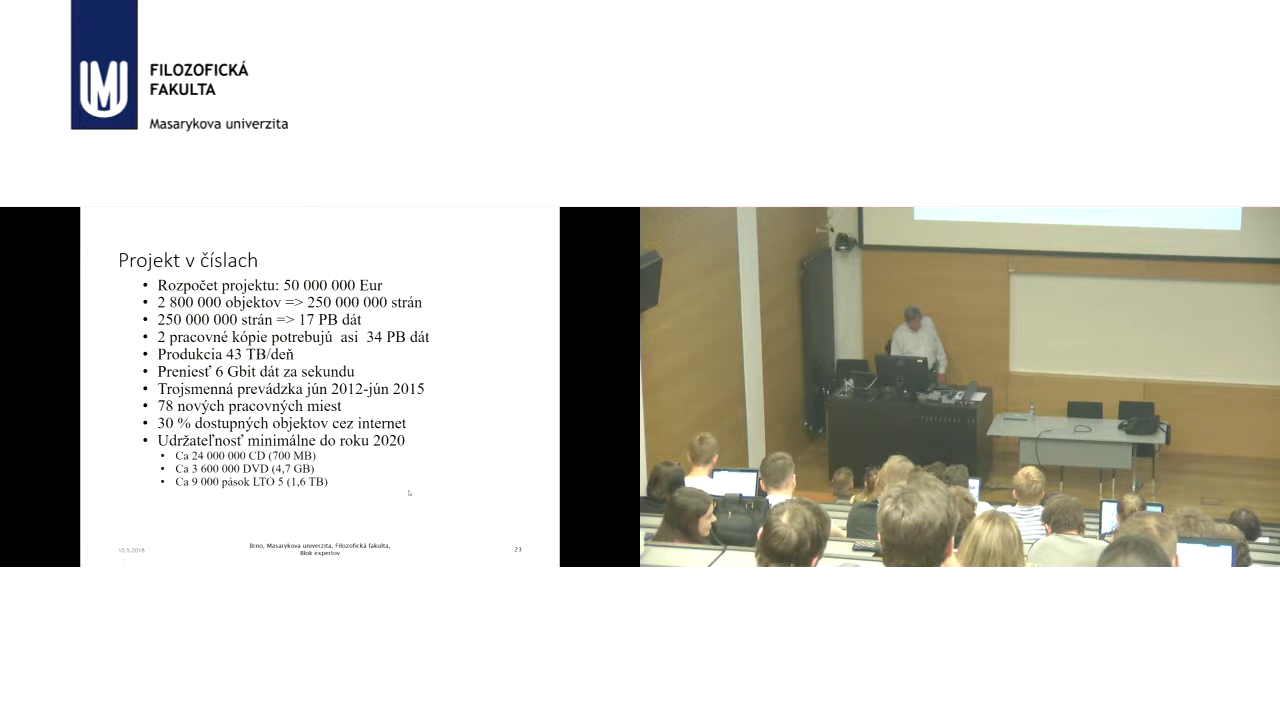 FILOZOFICKÁ
FAKULTA
Masarykova univerzita
Projekt v číslach
• Rozpočet projektu: 50 000 000 Eur
• 2 800 000 objektov => 250 000 000 strán
• 250 000 000 strán => 17 PB dát
• 2 pracovné kópie potrebujú asi 34 PB dát
• Produkcia 43 TB/deň
• Preniesť 6 Gbit dát za sekundu
• Trojsmenná prevádzka jún 2012-jún 2015
• 78 nových pracovných miest
• 30 % dostupných objektov cez internet
• Udržateľnosť minimálne do roku 2020
• Ca 24 000 000 CD (700 MB)
• Ca 3 600 000 DVD (4,7 GB)
• Ca 9 000 pások LTO 5 (1,6 TB)
10.5.2018
Brno, Masarykova univerzita, Filozofická fakulta,
Blok expertov
23